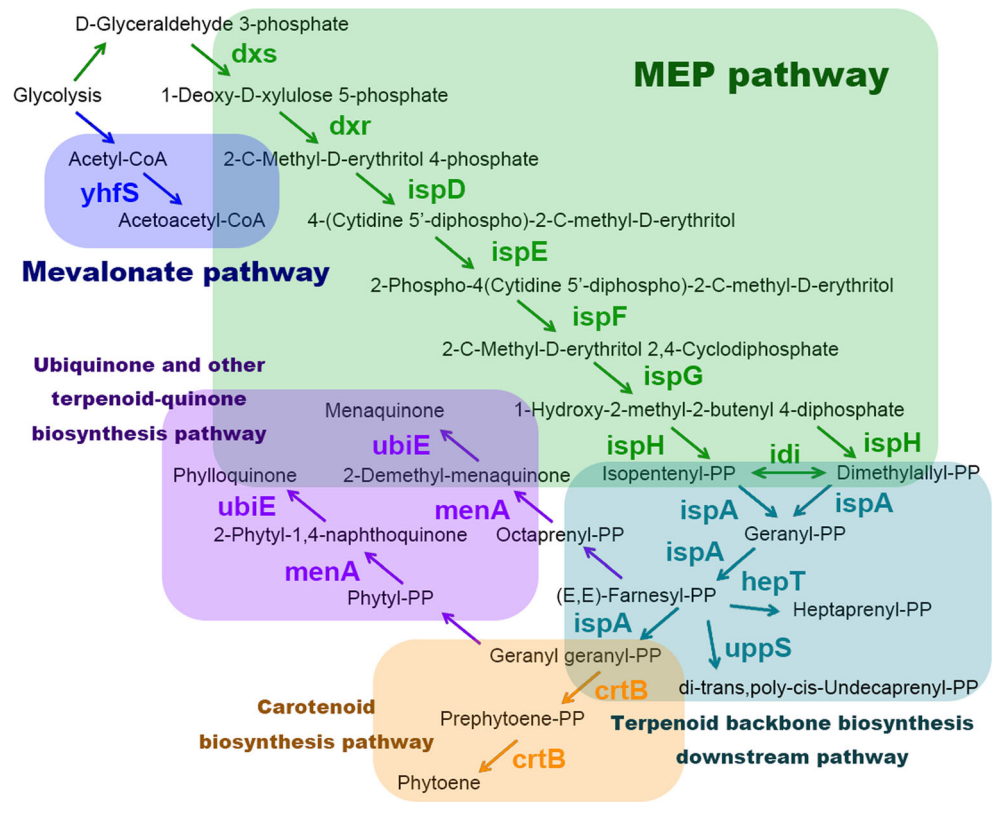 D-Glyceraldehyde 3-phosphate
dxs
MEP pathway
Glycolysis
1-Deoxy-D-xylulose 5-phosphate
dxr
Acetyl-CoA
2-C-Methyl-D-erythritol 4-phosphate
yhfS
ispD
Acetoacetyl-CoA
4-(Cytidine 5’-diphospho)-2-C-methyl-D-erythritol
ispE
Mevalonate pathway
2-Phospho-4(Cytidine 5’-diphospho)-2-C-methyl-D-erythritol
ispF
2-C-Methyl-D-erythritol 2,4-Cyclodiphosphate
Ubiquinone and other
terpenoid-quinone
biosynthesis pathway
ispG
Menaquinone
1-Hydroxy-2-methyl-2-butenyl 4-diphosphate
ubiE
ispH
idi
ispH
Phylloquinone
2-Demethyl-menaquinone
Isopentenyl-PP
Dimethylallyl-PP
ubiE
menA
ispA
ispA
2-Phytyl-1,4-naphthoquinone
Octaprenyl-PP
Geranyl-PP
ispA
menA
hepT
Phytyl-PP
(E,E)-Farnesyl-PP
Heptaprenyl-PP
ispA
uppS
Geranyl geranyl-PP
crtB
di-trans,poly-cis-Undecaprenyl-PP
Carotenoid
biosynthesis pathway
Prephytoene-PP
Terpenoid backbone biosynthesis
downstream pathway
crtB
Phytoene